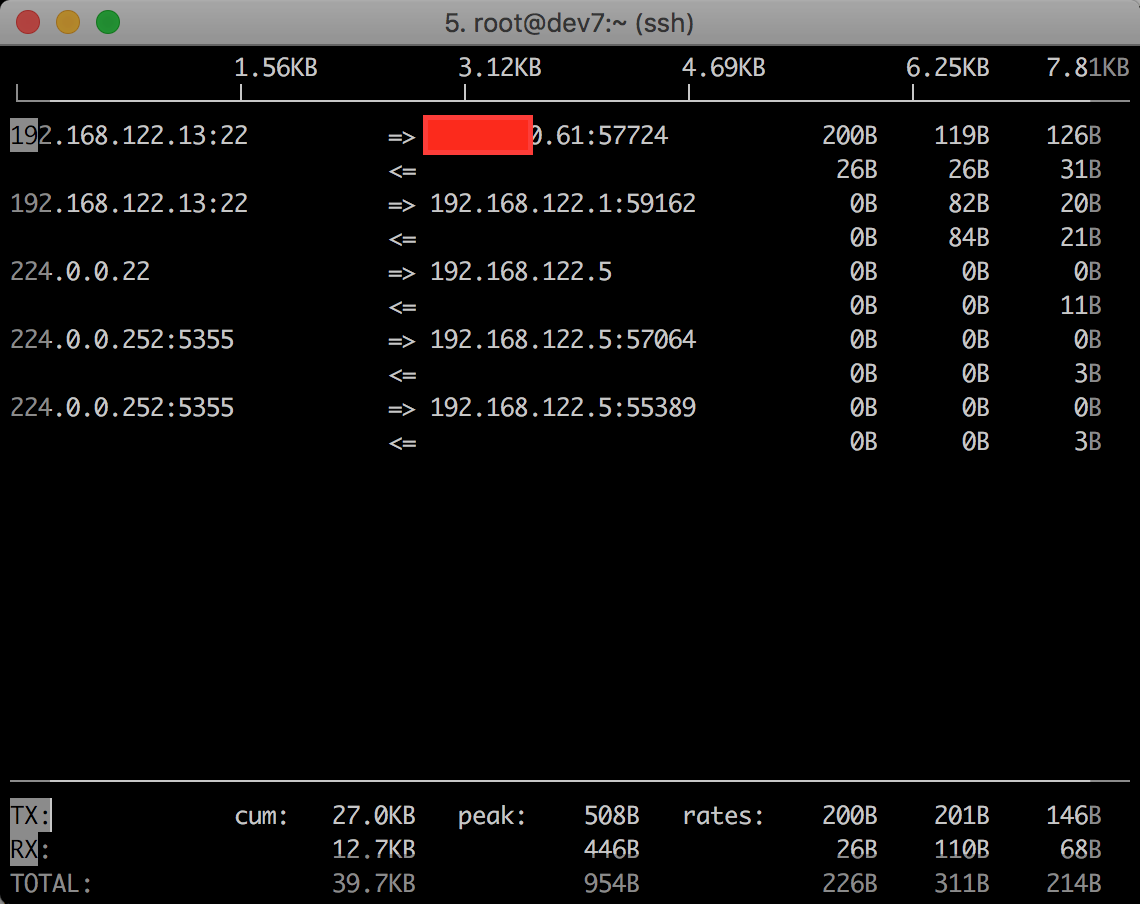 5. root@dev7:~ (ssh)
1.56KB 3.12KB 4.69KB 6.25KB 7.81KB
192.168.122.13:22 => 0.61:57724 200B 119B 126B
<= 26B 26B 31B
192.168.122.13:22 => 192.168.122.1:59162 0B 82B 20B
<= 0B 84B 21B
224.0.0.22 => 192.168.122.5 0B 0B 0B
<= 0B 0B 11B
224.0.0.252:5355 => 192.168.122.5:57064 0B 0B 0B
<= 0B 0B 3B
224.0.0.252:5355 => 192.168.122.5:55389 0B 0B 0B
<= 0B 0B 3B
TX: cum: 27.0KB peak: 508B rates: 200B 201B 146B
RX: 12.7KB 446B 26B 110B 68B
TOTAL: 39.7KB 954B 226B 311B 214B